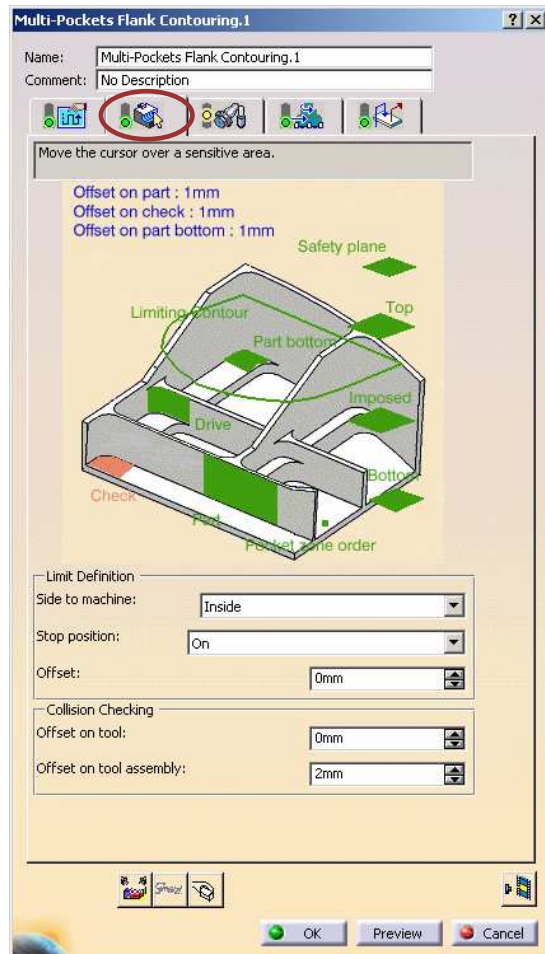 Multi-Pockets Flank Contouring.1
Name: Multi-Pockets Flank Contouring.1
Comment: No Description
Move the cursor over a sensitive area.
Offset on part : 1mm
Offset on check : 1mm
Offset on part bottom : 1mm
Safety plane
Limiting Contour
Top
Part bottom
Imposed
Drive
Bottom
Check
Part
Pocket zone order
Limit Definition
Side to machine: Inside
Stop position: On
Offset: 0mm
Collision Checking
Offset on tool: 0mm
Offset on tool assembly: 2mm
OK Preview Cancel